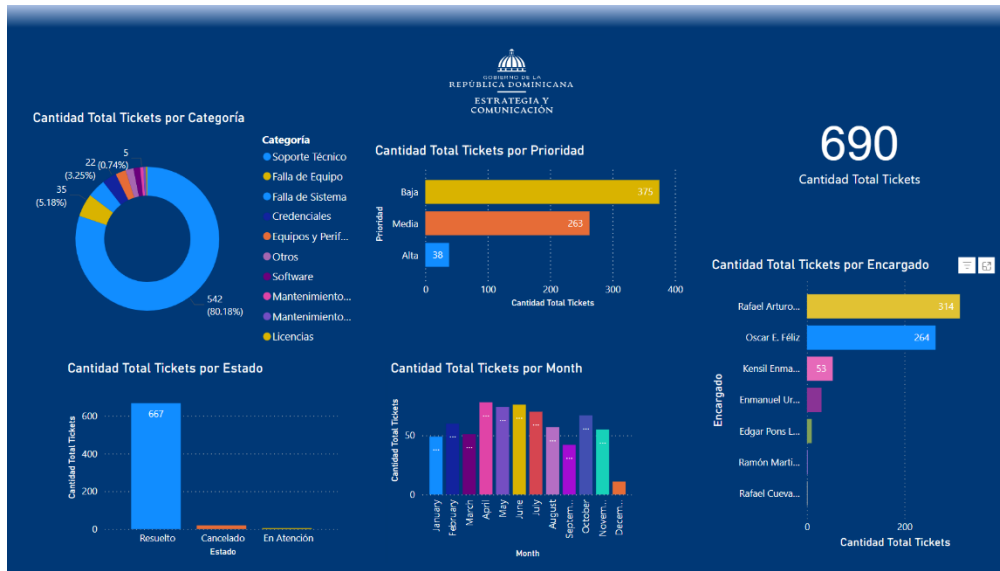 GOBIERNO DE LA
REPÚBLICA DOMINICANA
ESTRATEGIA Y
COMUNICACIÓN
Cantidad Total Tickets por Categoría
5
(0.74%)
22
(3.25%)
35
(5.18%)
542
(80.18%)
Categoría
Soporte Técnico
Falla de Equipo
Falla de Sistema
Credenciales
Equipos y Perif...
Otros
Software
Mantenimiento...
Mantenimiento...
Licencias
Cantidad Total Tickets por Prioridad
Prioridad
Baja
375
Media
263
Alta
38
0
100
200
300
400
Cantidad Total Tickets
690
Cantidad Total Tickets
Cantidad Total Tickets por Encargado
Encargado
Rafael Arturo...
314
Oscar E. Féliz
264
Kensil Enma...
53
Enmanuel Ur...
Edgar Pons L...
Ramón Marti...
Rafael Cueva...
0
200
Cantidad Total Tickets
Cantidad Total Tickets por Estado
Cantidad Total Tickets
600
400
200
0
667
Resuelto
Cancelado
En Atención
Estado
Cantidad Total Tickets por Month
Cantidad Total Tickets
50
0
...
...
...
...
...
...
...
...
...
...
...
January
February
March
April
May
June
July
August
Septem...
October
Novem...
Decem...
Month